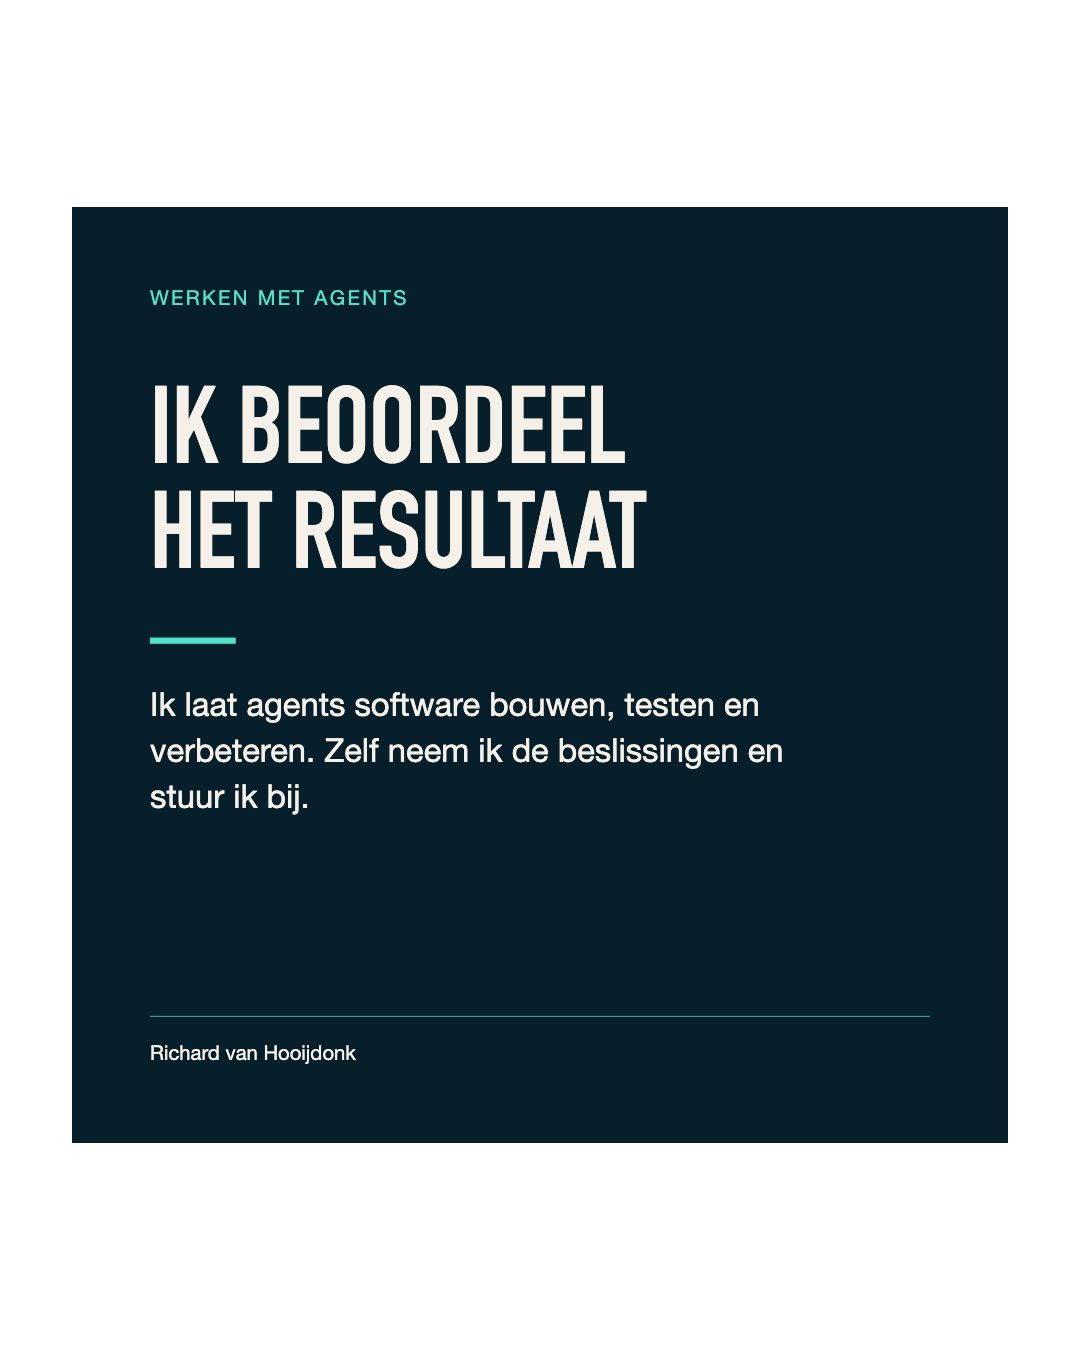 WERKEN MET AGENTS
IK BEOORDEEL
HET RESULTAAT
Ik laat agents software bouwen, testen en
verbeteren. Zelf neem ik de beslissingen en
stuur ik bij.
Richard van Hooijdonk